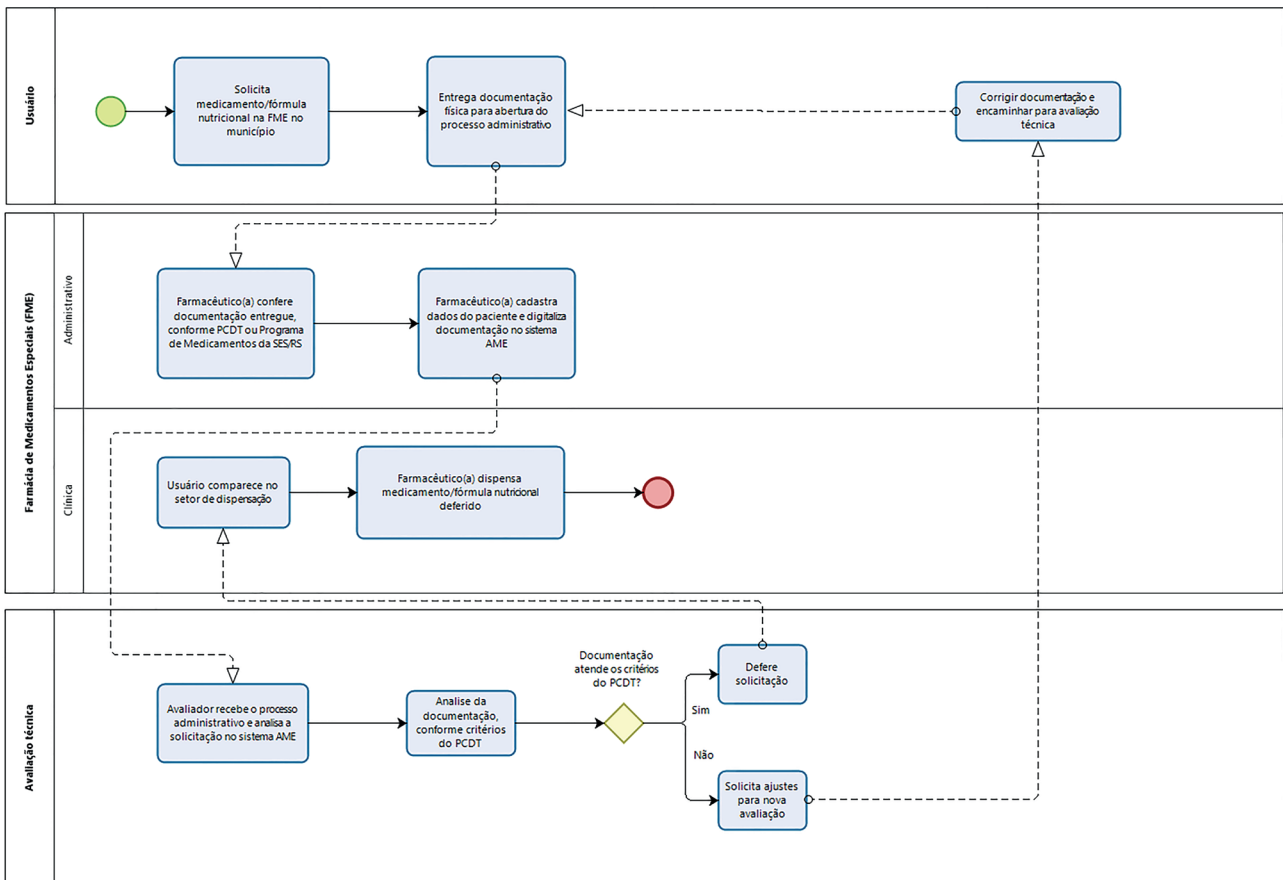 Usuário
Solicita
medicamento/fórmula
nutricional na FME no
município
Entrega documentação
física para abertura do
processo administrativo
Corrigir documentação e
encaminhar para avaliação
técnica
Farmácia de Medicamentos Especiais (FME)
Administrativo
Farmacêutico(a) confere
documentação entregue,
conforme PCDT ou Programa
de Medicamentos da SES/RS
Farmacêutico(a) cadastra
dados do paciente e digitaliza
documentação no sistema
AME
Clínica
Usuário comparece no
setor de dispensação
Farmacêutico(a) dispensa
medicamento/fórmula nutricional
deferido
Avaliação técnica
Avaliador recebe o processo
administrativo e analisa a
solicitação no sistema AME
Analise da
documentação,
conforme critérios
do PCDT
Documentação
atende os critérios
do PCDT?
Sim
Não
Defere
solicitação
Solicita ajustes
para nova
avaliação